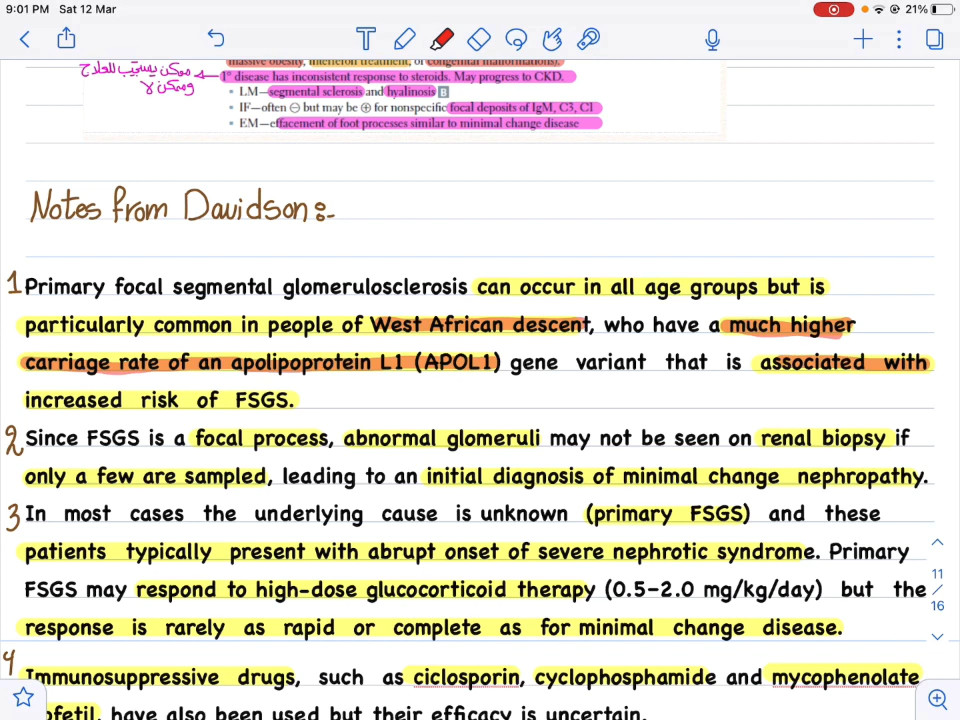 9:01 PM Sat 12 Mar
21%
massive obesity, interferon treatment, or congenital malformations).
ممكن يستجيب للعلاج
وممكن لا
1° disease has inconsistent response to steroids. May progress to CKD.
• LM—segmental sclerosis and hyalinosis B
• IF—often ⊖ but may be ⊕ for nonspecific focal deposits of IgM, C3, C1
• EM—effacement of foot processes similar to minimal change disease
Notes from Davidson:-
1 Primary focal segmental glomerulosclerosis can occur in all age groups but is
particularly common in people of West African descent, who have a much higher
carriage rate of an apolipoprotein L1 (APOL1) gene variant that is associated with
increased risk of FSGS.
2 Since FSGS is a focal process, abnormal glomeruli may not be seen on renal biopsy if
only a few are sampled, leading to an initial diagnosis of minimal change nephropathy.
3 In most cases the underlying cause is unknown (primary FSGS) and these
patients typically present with abrupt onset of severe nephrotic syndrome. Primary
FSGS may respond to high-dose glucocorticoid therapy (0.5–2.0 mg/kg/day) but the
response is rarely as rapid or complete as for minimal change disease.
11
/
16
4 Immunosuppressive drugs, such as ciclosporin, cyclophosphamide and mycophenolate
ofetil, have also been used but their efficacy is uncertain.